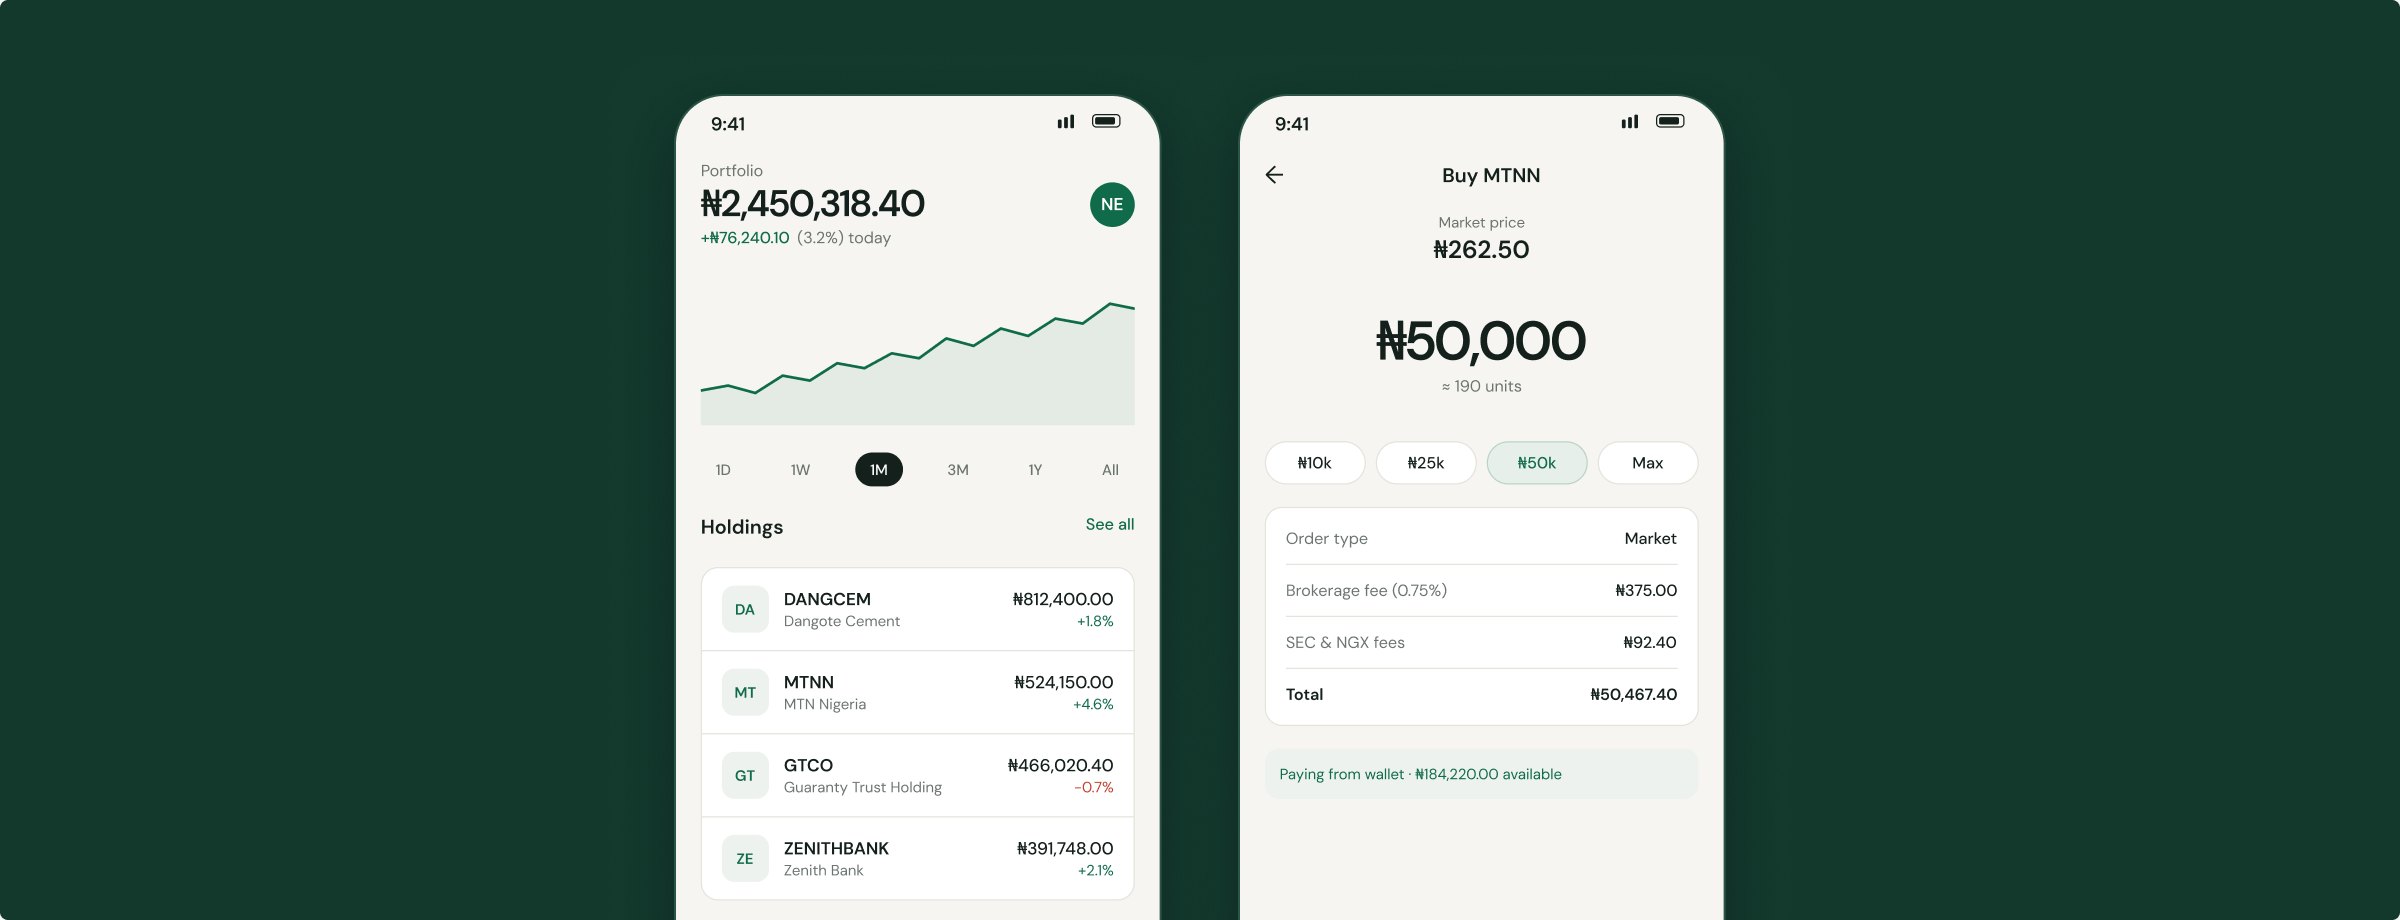 9:41
Portfolio
₦2,450,318.40
NE
+₦76,240.10 (3.2%) today
1D 1W 1M 3M 1Y All
Holdings See all
DA
DANGCEM ₦812,400.00
Dangote Cement +1.8%
MT
MTNN ₦524,150.00
MTN Nigeria +4.6%
GT
GTCO ₦466,020.40
Guaranty Trust Holding −0.7%
ZE
ZENITHBANK ₦391,748.00
Zenith Bank +2.1%
9:41
Buy MTNN
Market price
₦262.50
₦50,000
≈ 190 units
₦10k ₦25k ₦50k Max
Order type Market
Brokerage fee (0.75%) ₦375.00
SEC & NGX fees ₦92.40
Total ₦50,467.40
Paying from wallet · ₦184,220.00 available